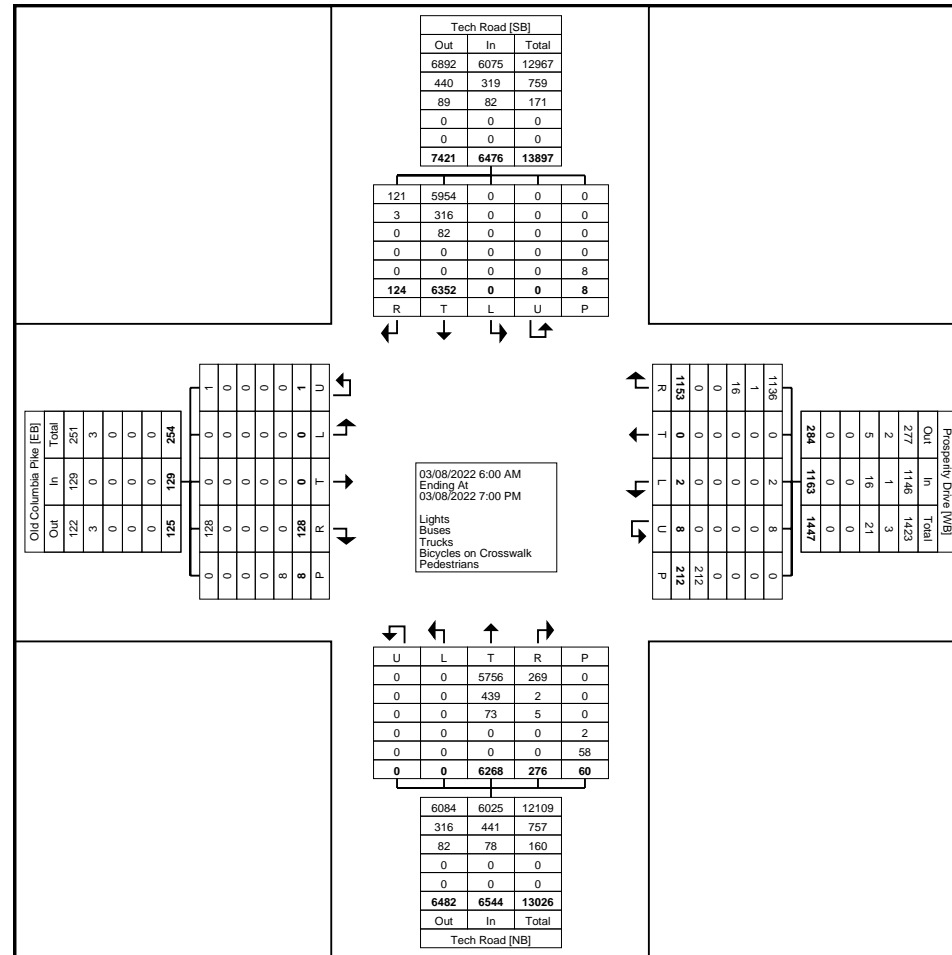 Tech Road [SB]
Out In Total
6892 6075 12967
440 319 759
89 82 171
0 0 0
0 0 0
7421 6476 13897
121 5954 0 0 0
3 316 0 0 0
0 82 0 0 0
0 0 0 0 0
0 0 0 0 8
124 6352 0 0 8
R T L U P
Old Columbia Pike [EB]
Out In Total
122 129 251
3 0 3
0 0 0
0 0 0
0 0 0
125 129 254
1 0 0 128 0
0 0 0 0 0
0 0 0 0 0
0 0 0 0 0
0 0 0 0 8
1 0 0 128 8
U L T R P
03/08/2022 6:00 AM
Ending At
03/08/2022 7:00 PM
Lights
Buses
Trucks
Bicycles on Crosswalk
Pedestrians
Prosperity Drive [WB]
Out In Total
277 1146 1423
2 1 3
5 16 21
0 0 0
0 0 0
284 1163 1447
1136 0 2 8 0
1 0 0 0 0
16 0 0 0 0
0 0 0 0 0
0 0 0 0 212
1153 0 2 8 212
R T L U P
U L T R P
0 0 5756 269 0
0 0 439 2 0
0 0 73 5 0
0 0 0 0 2
0 0 0 0 58
0 0 6268 276 60
6084 6025 12109
316 441 757
82 78 160
0 0 0
0 0 0
6482 6544 13026
Out In Total
Tech Road [NB]